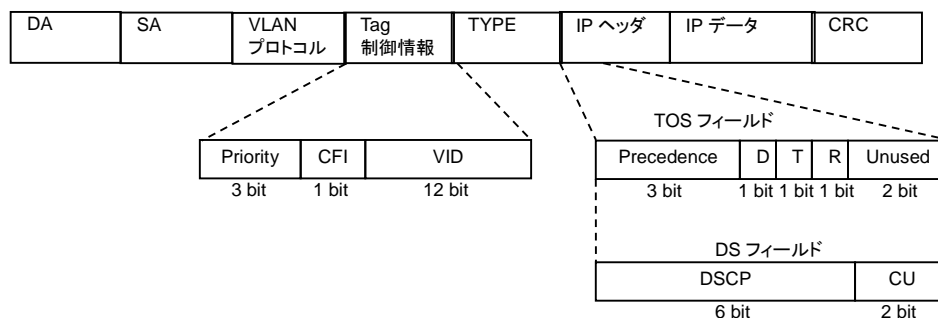 DA SA VLAN プロトコル Tag 制御情報 TYPE IP ヘッダ IP データ CRC
TOS フィールド
Priority CFI VID
3 bit 1 bit 12 bit
Precedence D T R Unused
3 bit 1 bit 1 bit 1 bit 2 bit
DS フィールド
DSCP CU
6 bit 2 bit